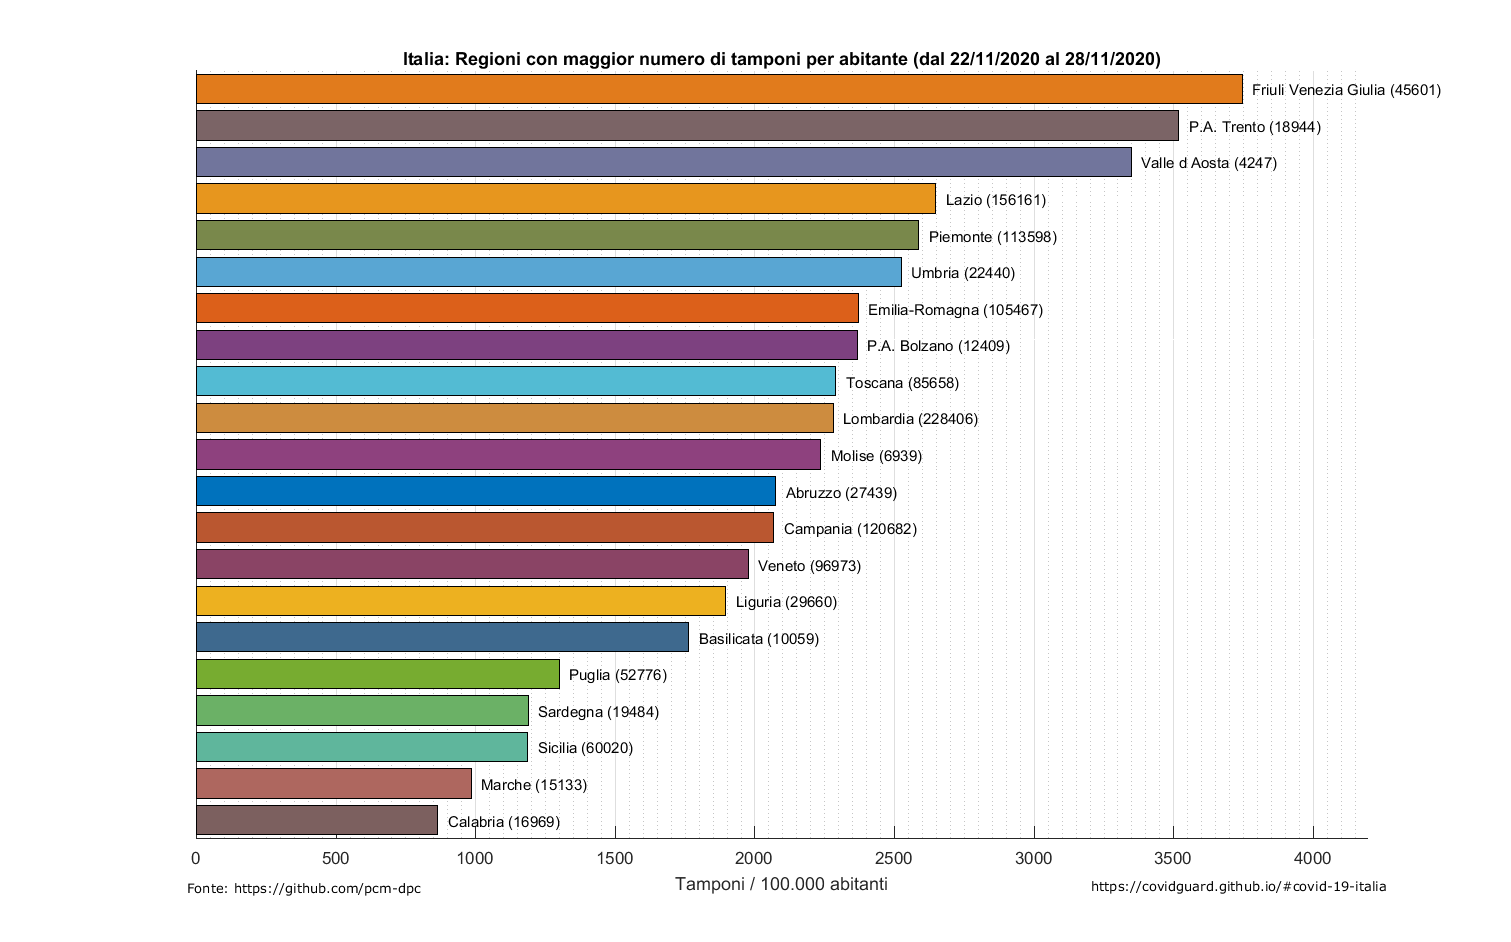 Italia: Regioni con maggior numero di tamponi per abitante (dal 22/11/2020 al 28/11/2020)
Friuli Venezia Giulia (45601)
P.A. Trento (18944)
Valle d Aosta (4247)
Lazio (156161)
Piemonte (113598)
Umbria (22440)
Emilia-Romagna (105467)
P.A. Bolzano (12409)
Toscana (85658)
Lombardia (228406)
Molise (6939)
Abruzzo (27439)
Campania (120682)
Veneto (96973)
Liguria (29660)
Basilicata (10059)
Puglia (52776)
Sardegna (19484)
Sicilia (60020)
Marche (15133)
Calabria (16969)
0 500 1000 1500 2000 2500 3000 3500 4000
Tamponi / 100.000 abitanti
Fonte: https://github.com/pcm-dpc
https://covidguard.github.io/#covid-19-italia